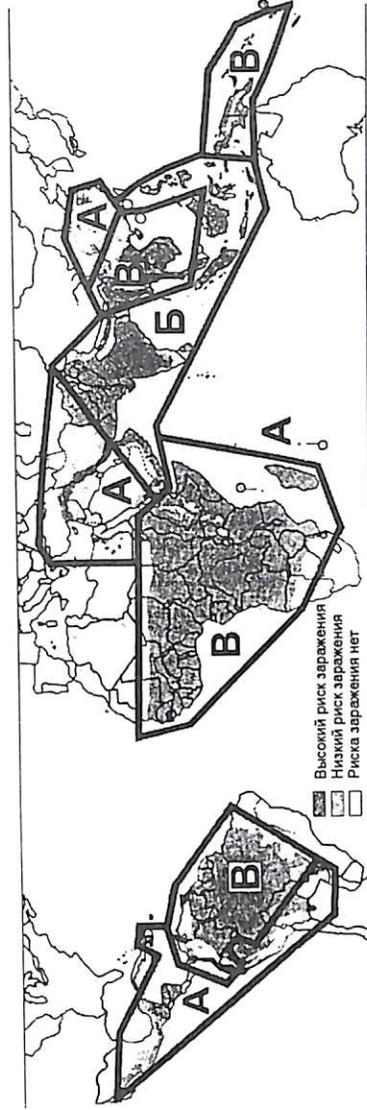 A
B
A
B
A
Б
B
B
A
Высокий риск заражения
Низкий риск заражения
Риска заражения нет